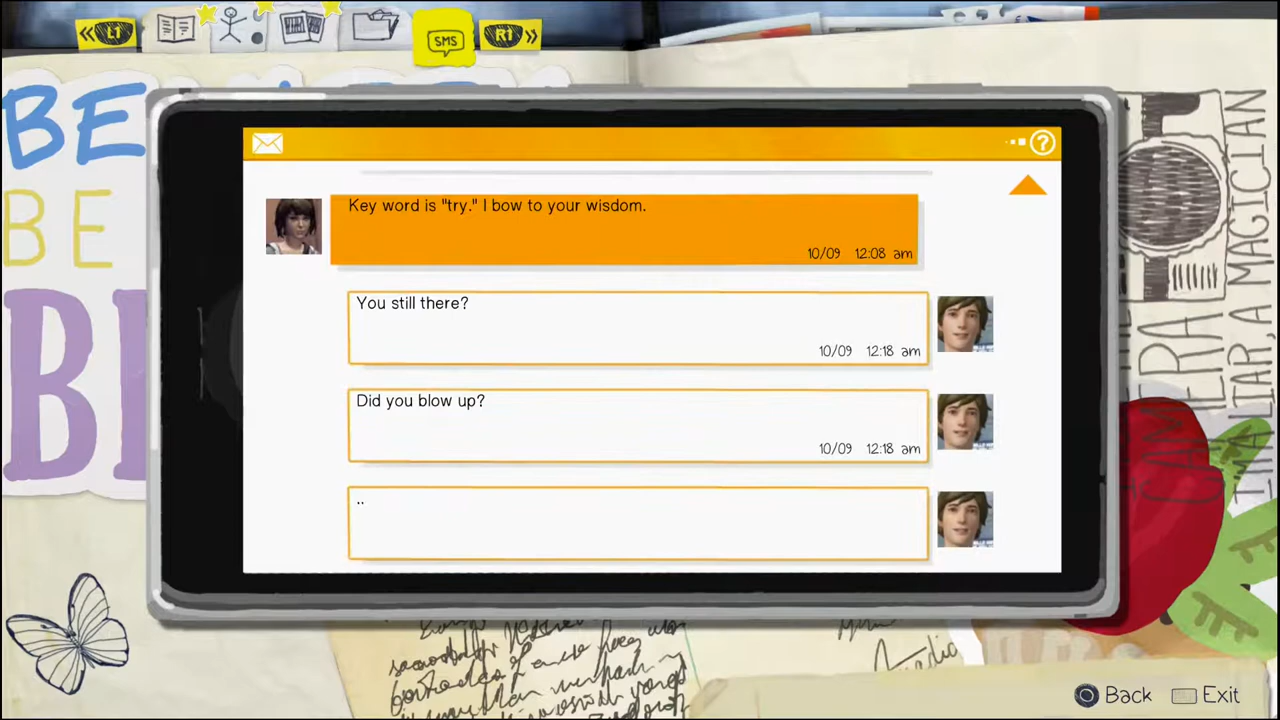 L1
SMS
R1
BE
BE
Key word is "try." I bow to your wisdom.
10/09 12:08 am
You still there?
10/09 12:18 am
Did you blow up?
10/09 12:18 am
..
CAMERA
I'M A LIAR, A MAGICIAN
Back
Exit